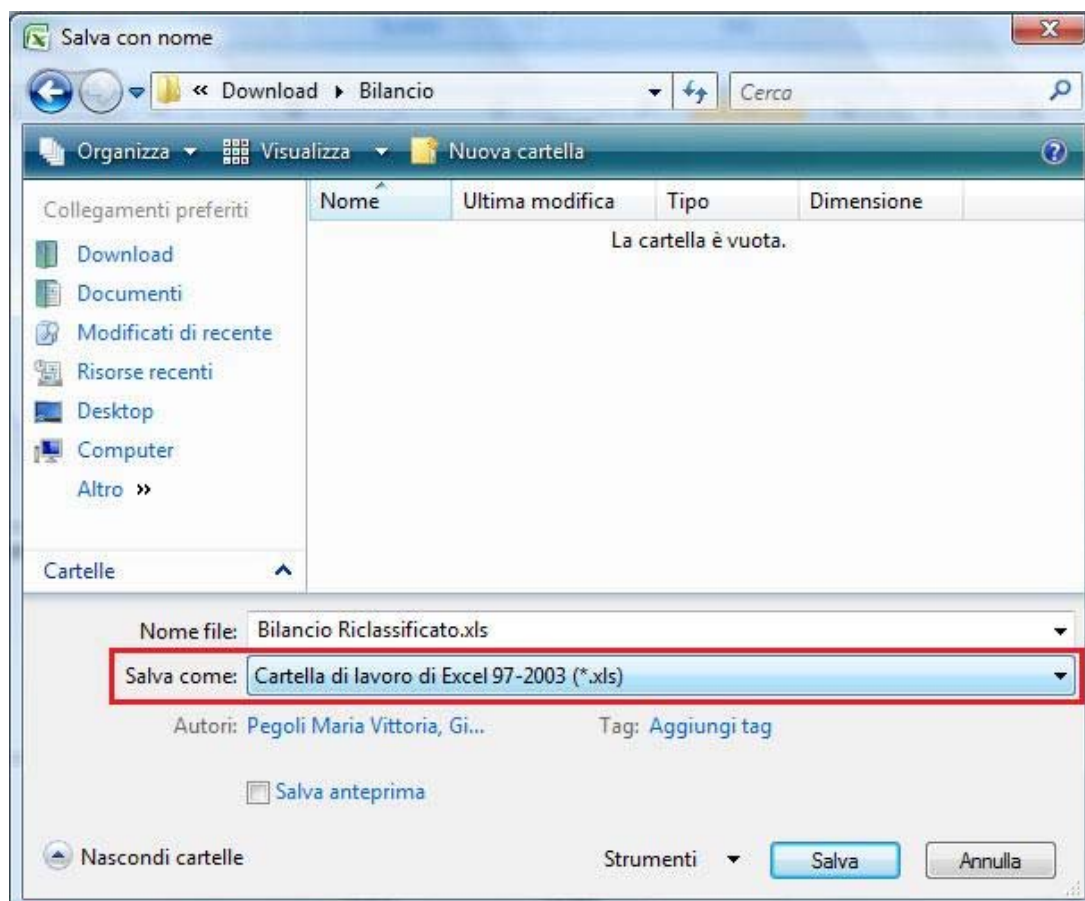 Salva con nome
« Download Bilancio
Cerca
Organizza Visualizza Nuova cartella
Collegamenti preferiti
Nome Ultima modifica Tipo Dimensione
La cartella è vuota.
Download
Documenti
Modificati di recente
Risorse recenti
Desktop
Computer
Altro »
Cartelle
Nome file: Bilancio Riclassificato.xls
Salva come: Cartella di lavoro di Excel 97-2003 (*.xls)
Autori: Pegoli Maria Vittoria, Gi... Tag: Aggiungi tag
Salva anteprima
Nascondi cartelle Strumenti Salva Annulla